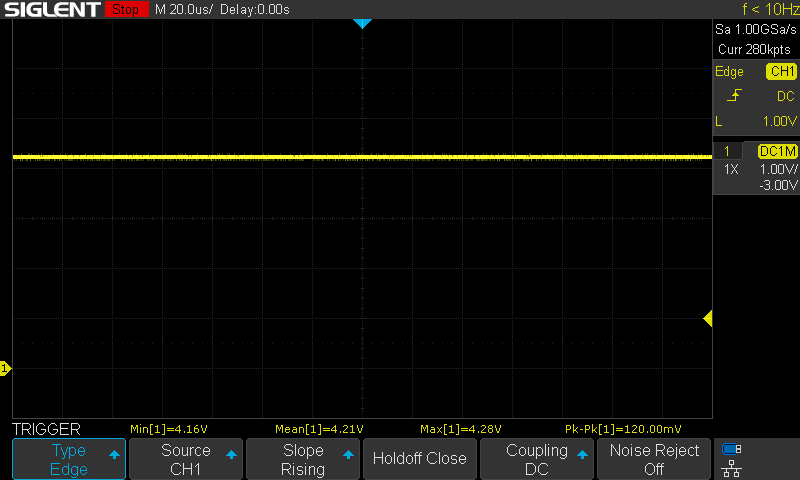 SIGLENT Stop M 20.0us/ Delay:0.00s f < 10Hz
Sa 1.00GSa/s
Curr 280kpts
Edge CH1
DC
L 1.00V
1 DC1M
1X 1.00V/
-3.00V
1
TRIGGER Min[1]=4.16V Mean[1]=4.21V Max[1]=4.28V Pk-Pk[1]=120.00mV
Type Source Slope Holdoff Close Coupling Noise Reject
Edge CH1 Rising DC Off